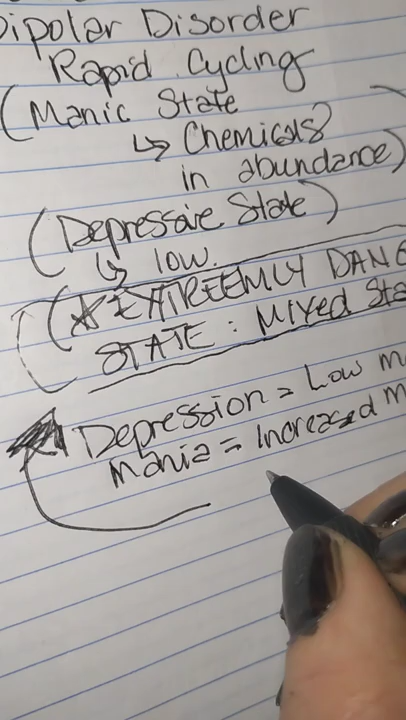 Bipolar Disorder
Rapid Cycling
(Manic State
↳ Chemicals?
in abundance)
(Depressive State)
↳ low.
(☆EXTREEMLY DANG
STATE: Mixed Sta
Depression = Low m
Mania = Increased m